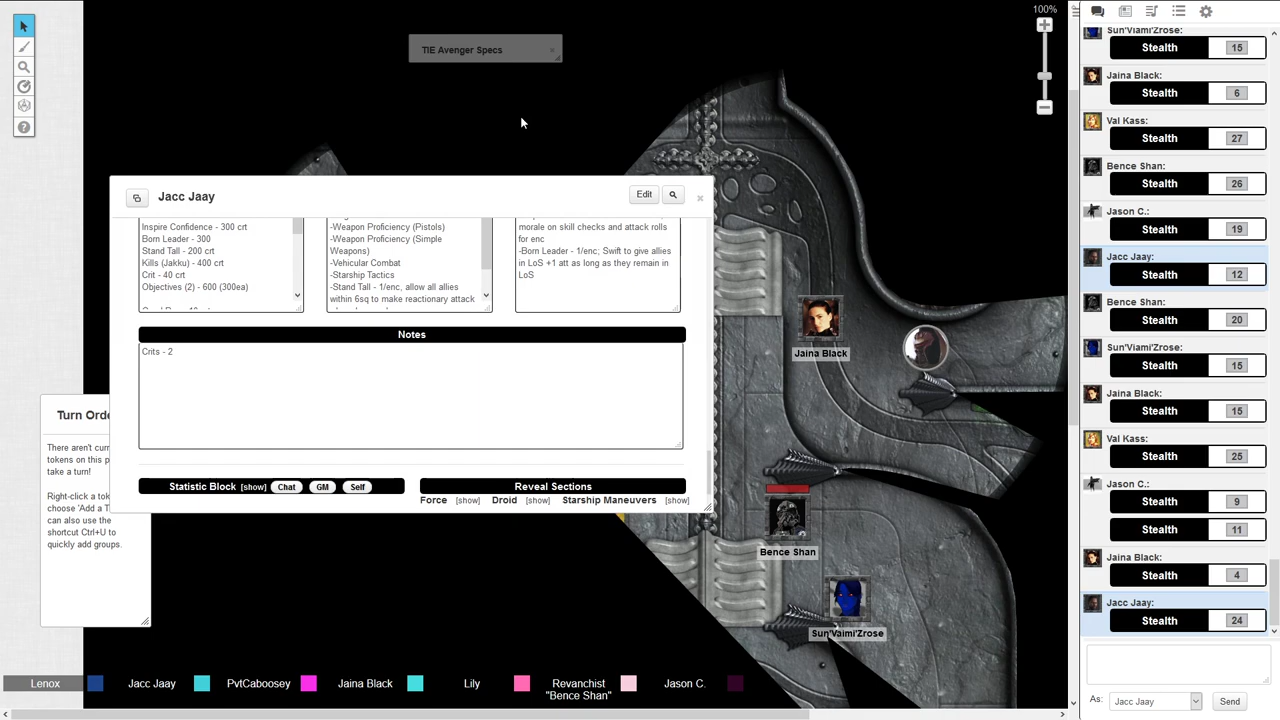 100%
TIE Avenger Specs
Jacc Jaay
Edit
Inspire Confidence - 300 crt
Born Leader - 300
Stand Tall - 200 crt
Kills (Jakku) - 400 crt
Crit - 40 crt
Objectives (2) - 600 (300ea)
-Weapon Proficiency (Pistols)
-Weapon Proficiency (Simple
Weapons)
-Vehicular Combat
-Starship Tactics
-Stand Tall - 1/enc, allow all allies
within 6sq to make reactionary attack
morale on skill checks and attack rolls
for enc
-Born Leader - 1/enc; Swift to give allies
in LoS +1 att as long as they remain in
LoS
Notes
Crits - 2
Statistic Block [show] Chat GM Self
Reveal Sections
Force [show] Droid [show] Starship Maneuvers [show]
Turn Orde
There aren't curr
tokens on this p
take a turn!
Right-click a tok
choose 'Add a T
can also use the
shortcut Ctrl+U to
quickly add groups.
Jaina Black
Bence Shan
Sun'Vaimi'Zrose
Lenox
Jacc Jaay
PvtCaboosey
Jaina Black
Lily
Revanchist
"Bence Shan"
Jason C.
Sun'Viami'Zrose:
Stealth 15
Jaina Black:
Stealth 6
Val Kass:
Stealth 27
Bence Shan:
Stealth 26
Jason C.:
Stealth 19
Jacc Jaay:
Stealth 12
Bence Shan:
Stealth 20
Sun'Viami'Zrose:
Stealth 15
Jaina Black:
Stealth 15
Val Kass:
Stealth 25
Jason C.:
Stealth 9
Stealth 11
Jaina Black:
Stealth 4
Jacc Jaay:
Stealth 24
As: Jacc Jaay Send